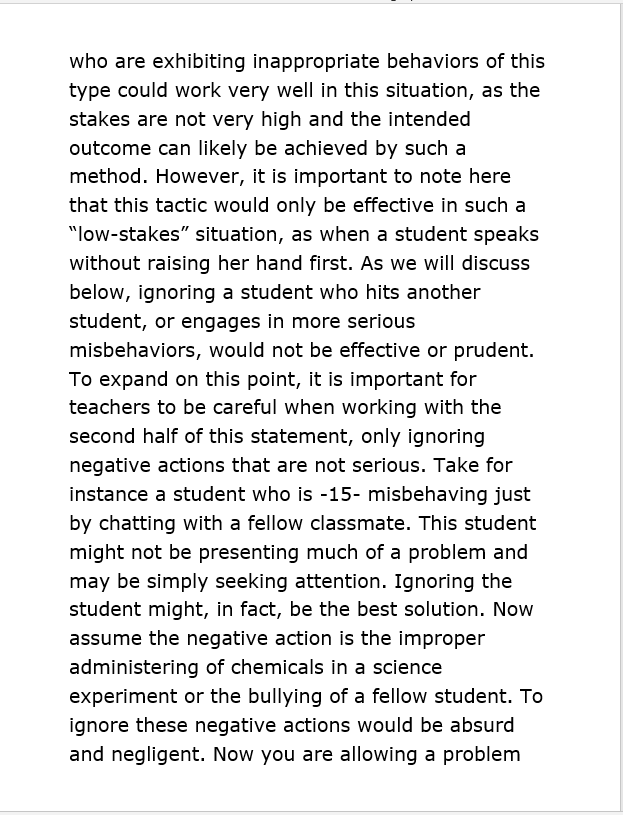 who are exhibiting inappropriate behaviors of this
type could work very well in this situation, as the
stakes are not very high and the intended
outcome can likely be achieved by such a
method. However, it is important to note here
that this tactic would only be effective in such a
“low-stakes” situation, as when a student speaks
without raising her hand first. As we will discuss
below, ignoring a student who hits another
student, or engages in more serious
misbehaviors, would not be effective or prudent.
To expand on this point, it is important for
teachers to be careful when working with the
second half of this statement, only ignoring
negative actions that are not serious. Take for
instance a student who is -15- misbehaving just
by chatting with a fellow classmate. This student
might not be presenting much of a problem and
may be simply seeking attention. Ignoring the
student might, in fact, be the best solution. Now
assume the negative action is the improper
administering of chemicals in a science
experiment or the bullying of a fellow student. To
ignore these negative actions would be absurd
and negligent. Now you are allowing a problem